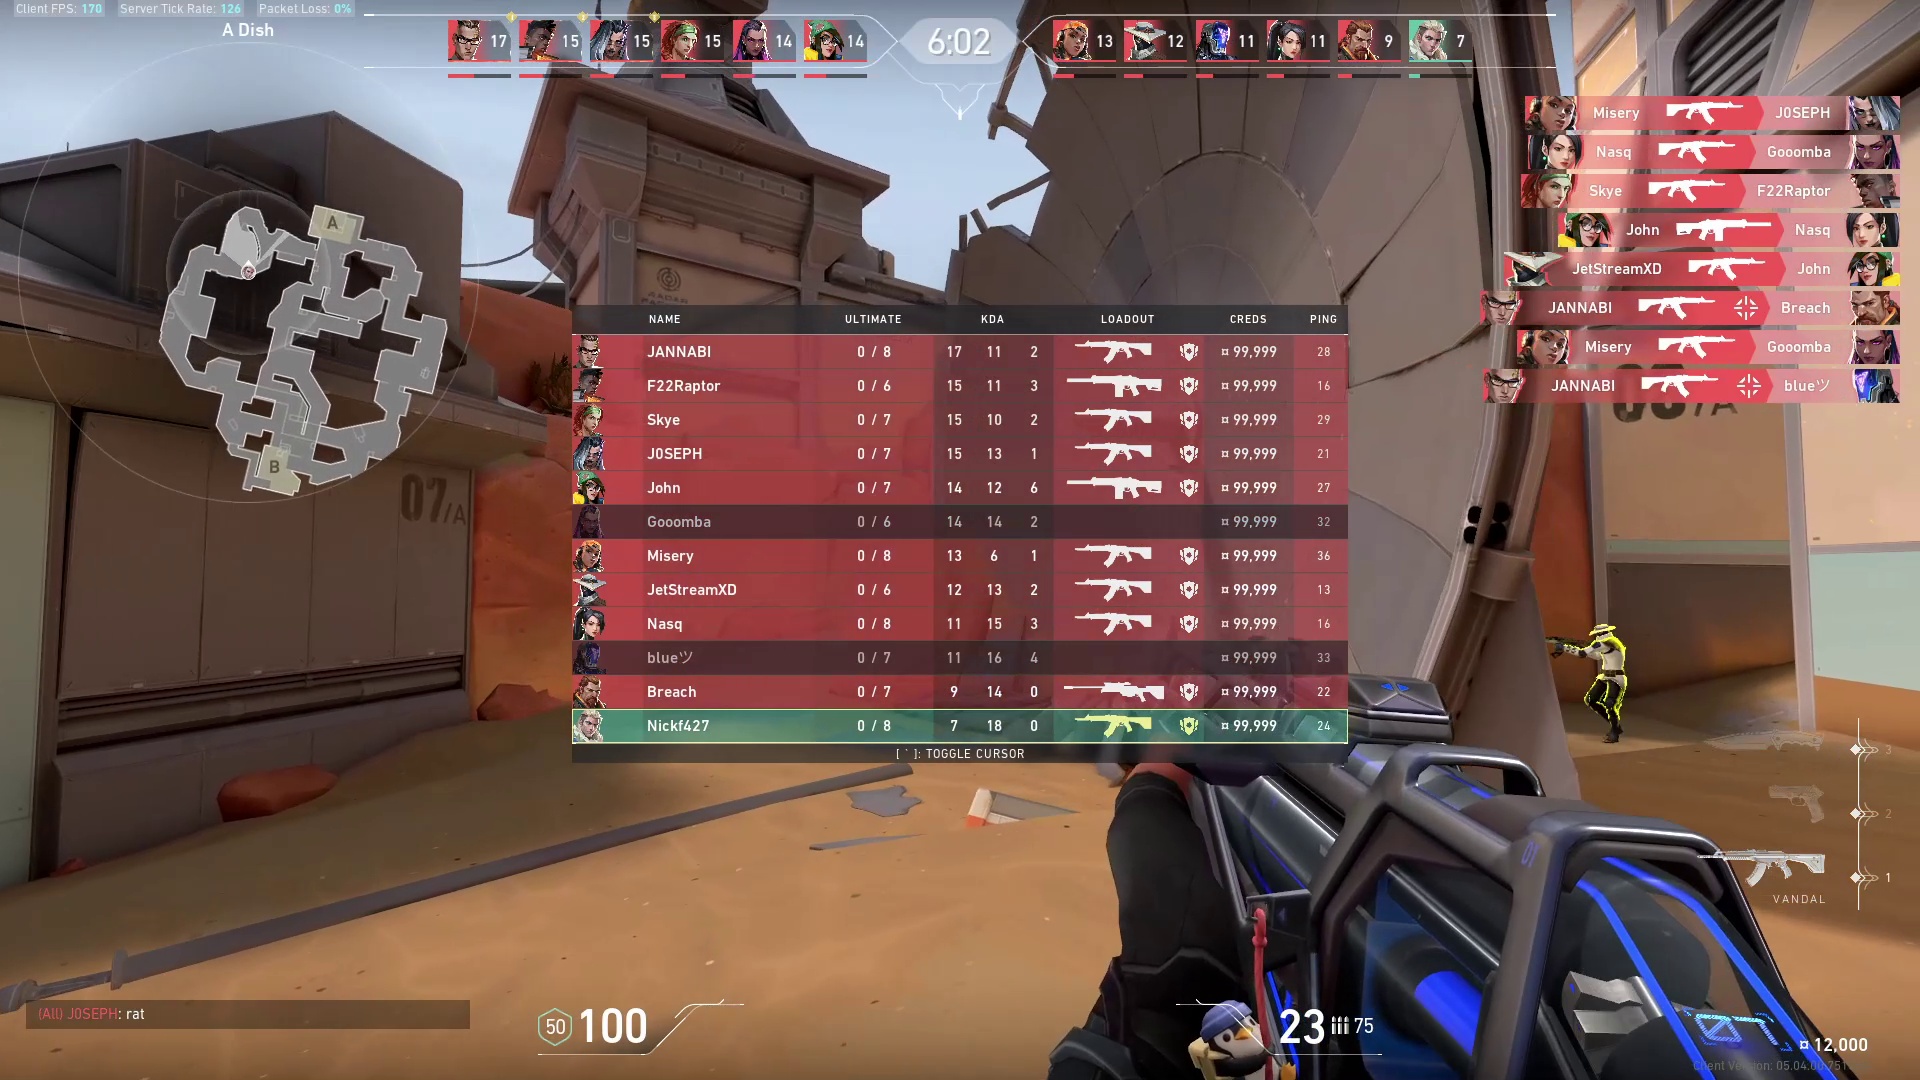 Client FPS: 170 Server Tick Rate: 126 Packet Loss: 0%
A Dish
17 15 15 15 14 14 6:02 13 12 11 11 9 7
Misery J0SEPH
Nasq Gooomba
Skye F22Raptor
John Nasq
JetStreamXD John
JANNABI Breach
Misery Gooomba
JANNABI blueツ
A
B
07/A
NAME ULTIMATE KDA LOADOUT CREDS PING
JANNABI 0 / 8 17 11 2 ¤ 99,999 28
F22Raptor 0 / 6 15 11 3 ¤ 99,999 16
Skye 0 / 7 15 10 2 ¤ 99,999 29
J0SEPH 0 / 7 15 13 1 ¤ 99,999 21
John 0 / 7 14 12 6 ¤ 99,999 27
Gooomba 0 / 6 14 14 2 ¤ 99,999 32
Misery 0 / 8 13 6 1 ¤ 99,999 36
JetStreamXD 0 / 6 12 13 2 ¤ 99,999 13
Nasq 0 / 8 11 15 3 ¤ 99,999 16
blueツ 0 / 7 11 16 4 ¤ 99,999 33
Breach 0 / 7 9 14 0 ¤ 99,999 22
Nickf427 0 / 8 7 18 0 ¤ 99,999 24
[ ` ]: TOGGLE CURSOR
3
2
1
VANDAL
01
(All) J0SEPH: rat
50 100
23 75
¤ 12,000
Client Version: 05.04.00.751